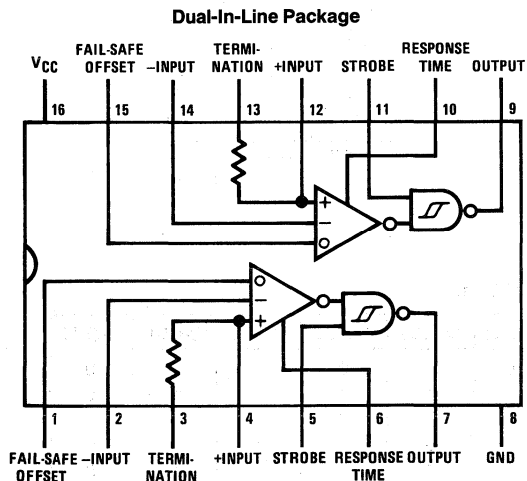 Dual-In-Line Package
V_CC
FAIL-SAFE
OFFSET
–INPUT
TERMI-
NATION
+INPUT
STROBE
RESPONSE
TIME
OUTPUT
16 15 14 13 12 11 10 9
+
–
+
–
1 2 3 4 5 6 7 8
FAIL-SAFE
OFFSET
–INPUT
TERMI-
NATION
+INPUT
STROBE
RESPONSE
TIME
OUTPUT
GND